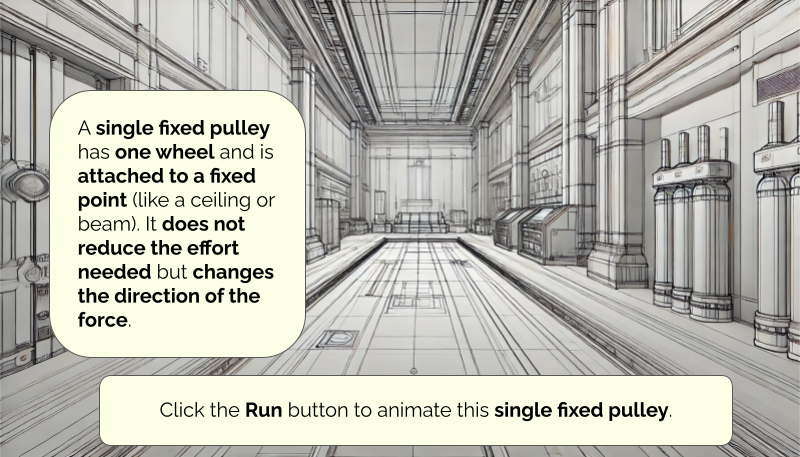 A single fixed pulley
has one wheel and is
attached to a fixed
point (like a ceiling or
beam). It does not
reduce the effort
needed but changes
the direction of the
force.
Click the Run button to animate this single fixed pulley.